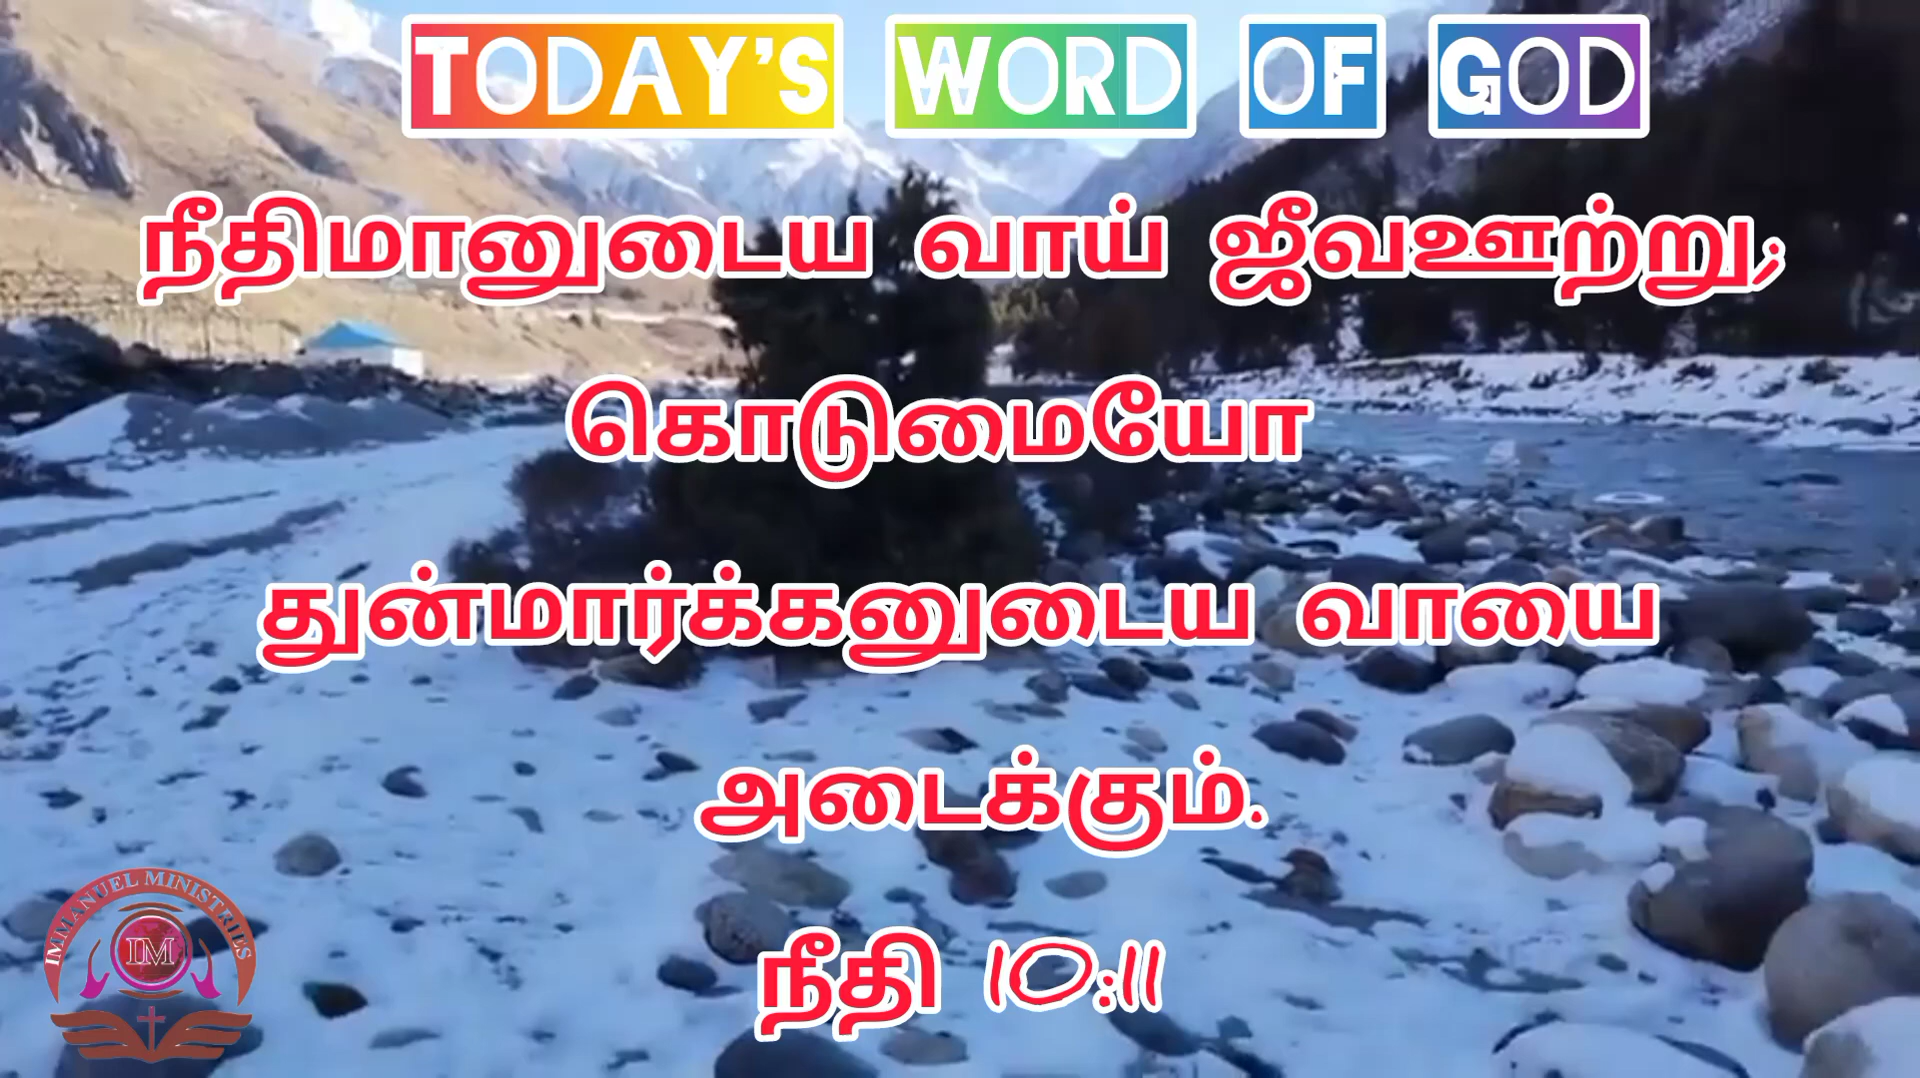 TODAY'S WORD OF GOD
நீதிமானுடைய வாய் ஜீவஊற்று;
கொடுமையோ
துன்மார்க்கனுடைய வாயை
அடைக்கும்.
நீதி 10:11
IMMANUEL MINISTRIES
IM